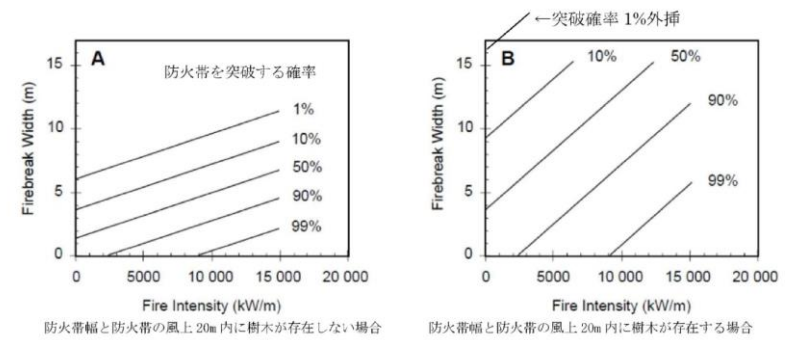 ←突破確率 1%外挿
A
防火帯を突破する確率
1%
10%
50%
90%
99%
15
10
5
0
Firebreak Width (m)
0 5000 10 000 15 000 20 000
Fire Intensity (kW/m)
防火帯幅と防火帯の風上 20m 内に樹木が存在しない場合
B
10%
50%
90%
99%
15
10
5
0
Firebreak Width (m)
0 5000 10 000 15 000 20 000
Fire Intensity (kW/m)
防火帯幅と防火帯の風上 20m 内に樹木が存在する場合